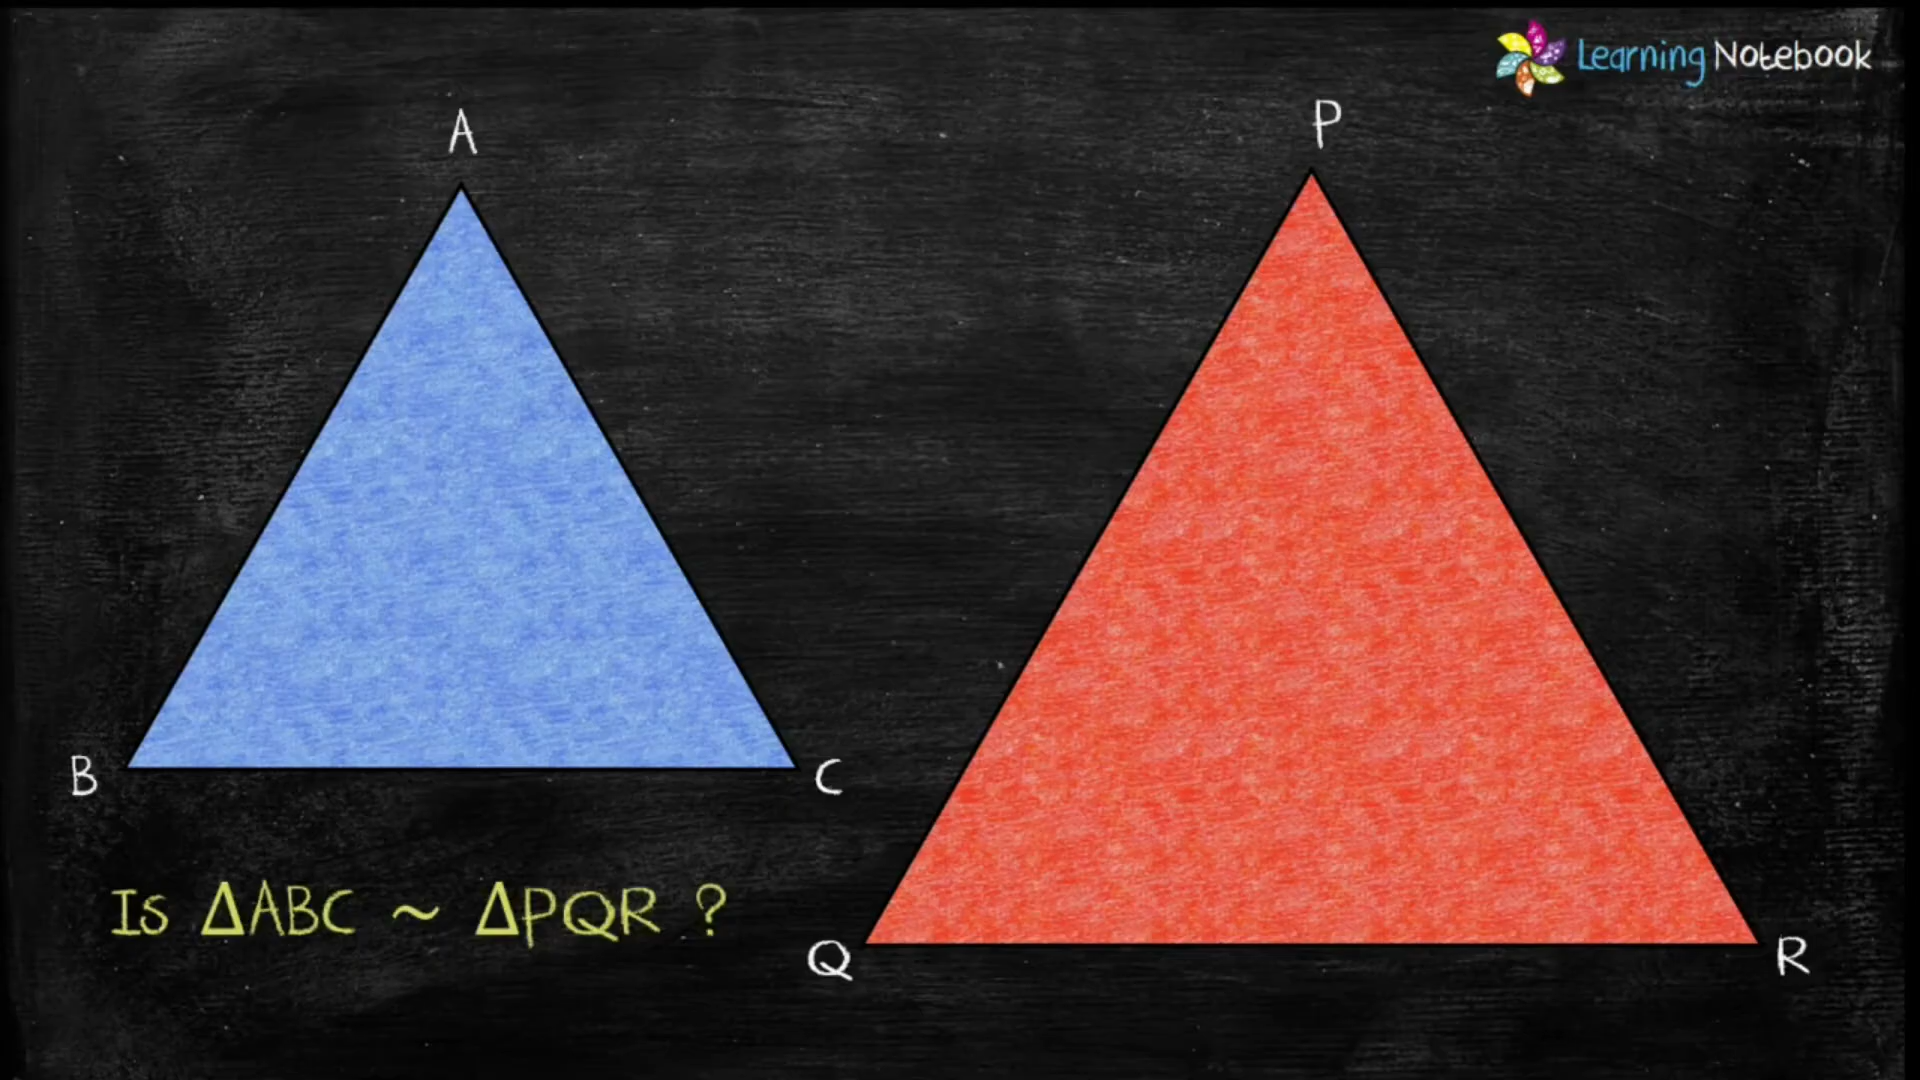 Learning Notebook
A
P
B
C
Is ΔABC ~ ΔPQR ?
Q
R